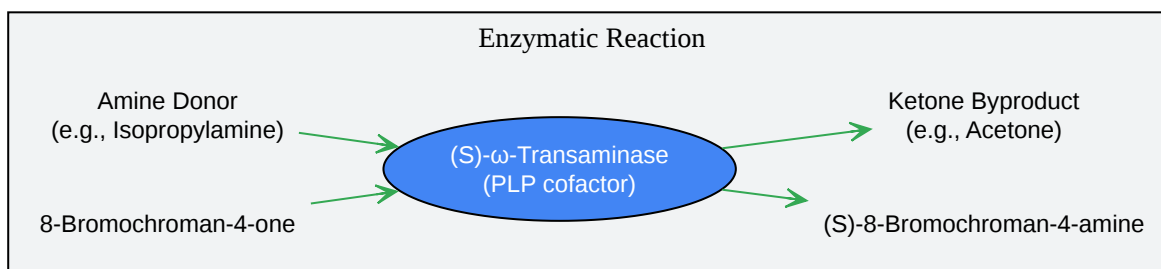 Enzymatic Reaction
Amine Donor
(e.g., Isopropylamine)
Ketone Byproduct
(e.g., Acetone)
(S)-ω-Transaminase
(PLP cofactor)
8-Bromochroman-4-one
(S)-8-Bromochroman-4-amine